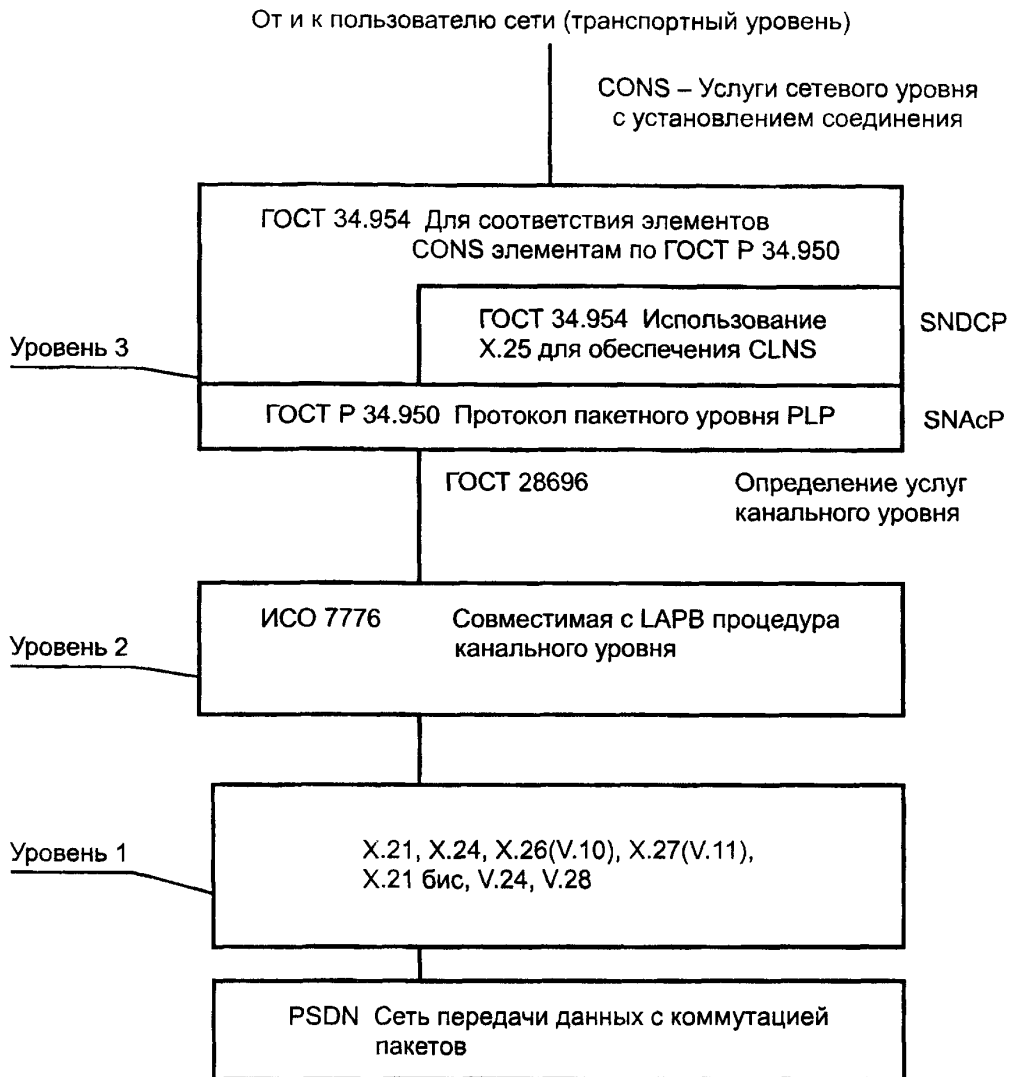 От и к пользователю сети (транспортный уровень)
CONS – Услуги сетевого уровня
с установлением соединения
ГОСТ 34.954 Для соответствия элементов
CONS элементам по ГОСТ Р 34.950
ГОСТ 34.954 Использование
X.25 для обеспечения CLNS
SNDCP
Уровень 3
ГОСТ Р 34.950 Протокол пакетного уровня PLP
SNAcP
ГОСТ 28696 Определение услуг
канального уровня
ИСО 7776 Совместимая с LAPB процедура
канального уровня
Уровень 2
X.21, X.24, X.26(V.10), X.27(V.11),
X.21 бис, V.24, V.28
Уровень 1
PSDN Сеть передачи данных с коммутацией
пакетов